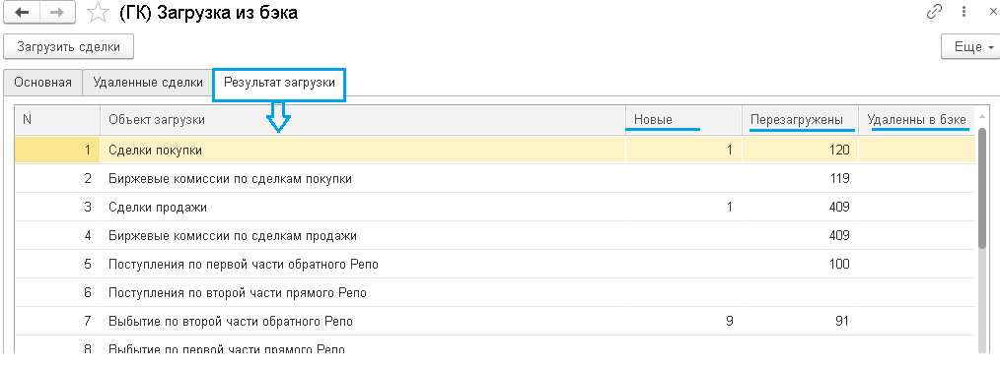 (ГК) Загрузка из бэка
Загрузить сделки
Еще
Основная Удаленные сделки Результат загрузки
N Объект загрузки Новые Перезагружены Удаленны в бэке
1 Сделки покупки 1 120
2 Биржевые комиссии по сделкам покупки 119
3 Сделки продажи 1 409
4 Биржевые комиссии по сделкам продажи 409
5 Поступления по первой части обратного Репо 100
6 Поступления по второй части прямого Репо
7 Выбытие по второй части обратного Репо 9 91
8 Выбытие по первой части прямого Репо